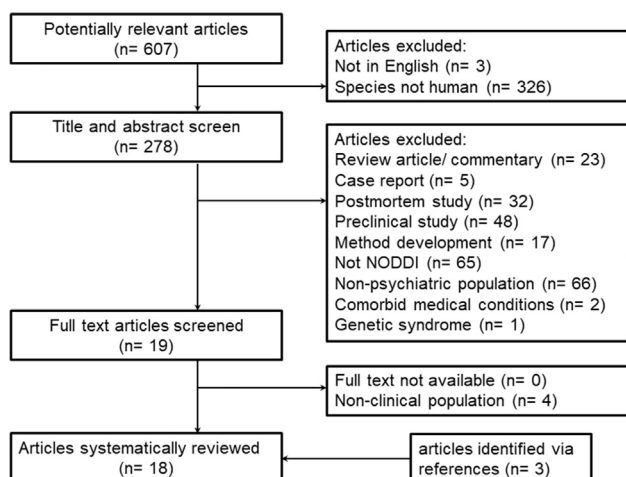 Potentially relevant articles
(n= 607)
Articles excluded:
Not in English (n= 3)
Species not human (n= 326)
Title and abstract screen
(n= 278)
Articles excluded:
Review article/ commentary (n= 23)
Case report (n= 5)
Postmortem study (n= 32)
Preclinical study (n= 48)
Method development (n= 17)
Not NODDI (n= 65)
Non-psychiatric population (n= 66)
Comorbid medical conditions (n= 2)
Genetic syndrome (n= 1)
Full text articles screened
(n= 19)
Full text not available (n= 0)
Non-clinical population (n= 4)
Articles systematically reviewed
(n= 18)
articles identified via
references (n= 3)